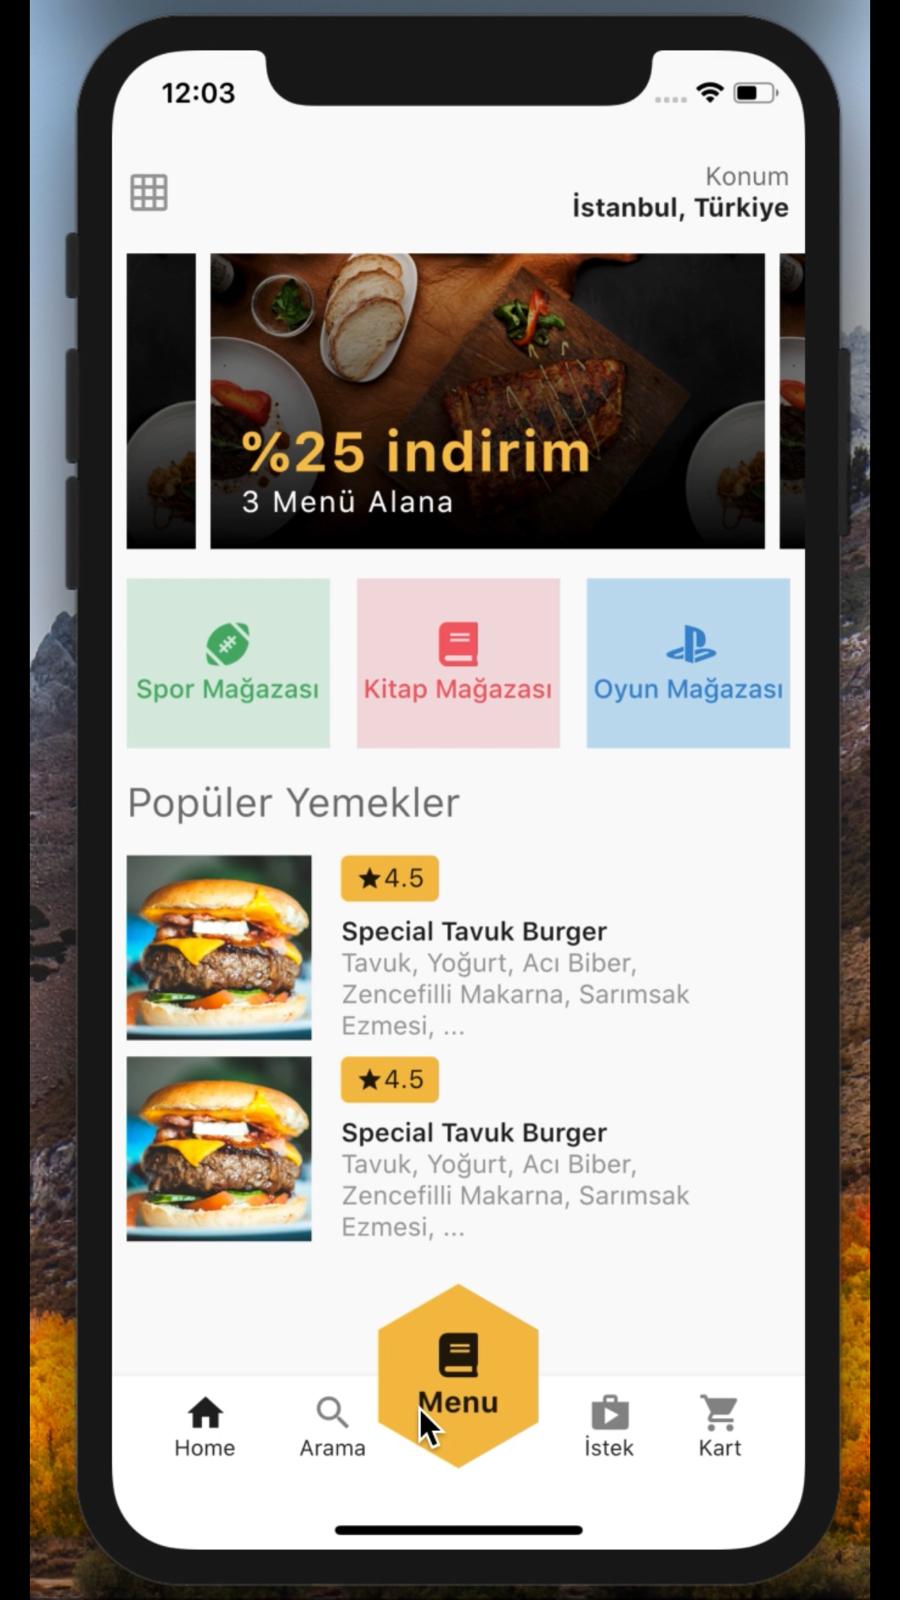 12:03
Konum
İstanbul, Türkiye
%25 indirim
3 Menü Alana
Spor Mağazası
Kitap Mağazası
Oyun Mağazası
Popüler Yemekler
4.5
Special Tavuk Burger
Tavuk, Yoğurt, Acı Biber,
Zencefilli Makarna, Sarımsak
Ezmesi, ...
4.5
Special Tavuk Burger
Tavuk, Yoğurt, Acı Biber,
Zencefilli Makarna, Sarımsak
Ezmesi, ...
Menu
Home
Arama
İstek
Kart